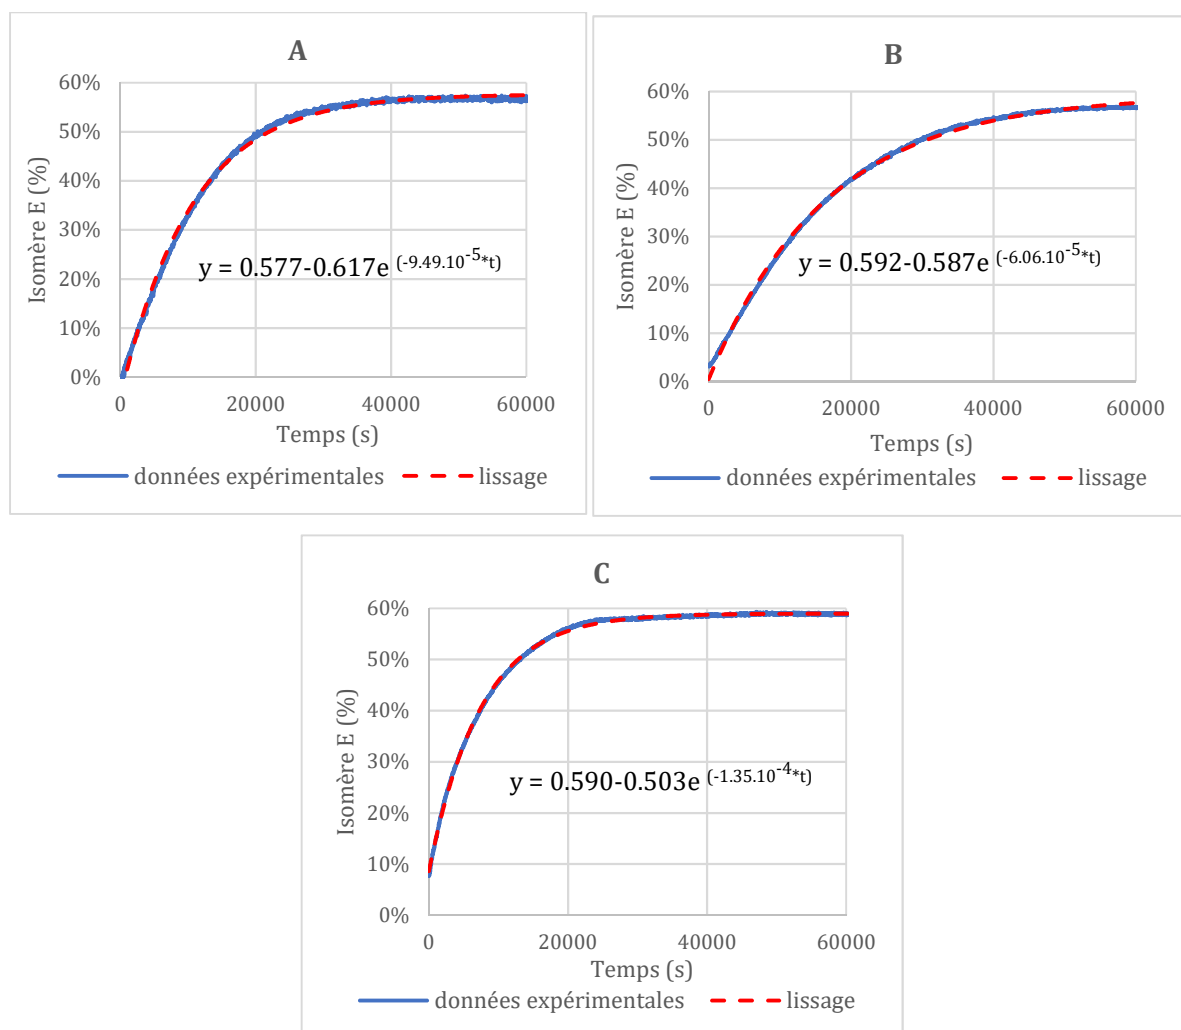 A
60%
50%
40%
30%
20%
10%
0%
Isomère E (%)
y = 0.577-0.617e (-9.49.10-5*t)
0 20000 40000 60000
Temps (s)
données expérimentales lissage
B
60%
50%
40%
30%
20%
10%
0%
Isomère E (%)
y = 0.592-0.587e (-6.06.10-5*t)
0 20000 40000 60000
Temps (s)
données expérimentales lissage
C
60%
50%
40%
30%
20%
10%
0%
Isomère E (%)
y = 0.590-0.503e (-1.35.10-4*t)
0 20000 40000 60000
Temps (s)
données expérimentales lissage